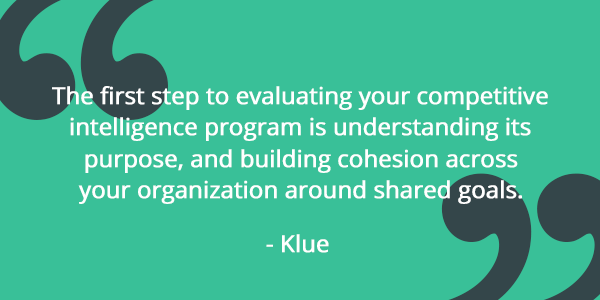 The first step to evaluating your competitive
intelligence program is understanding its
purpose, and building cohesion across
your organization around shared goals.
- Klue